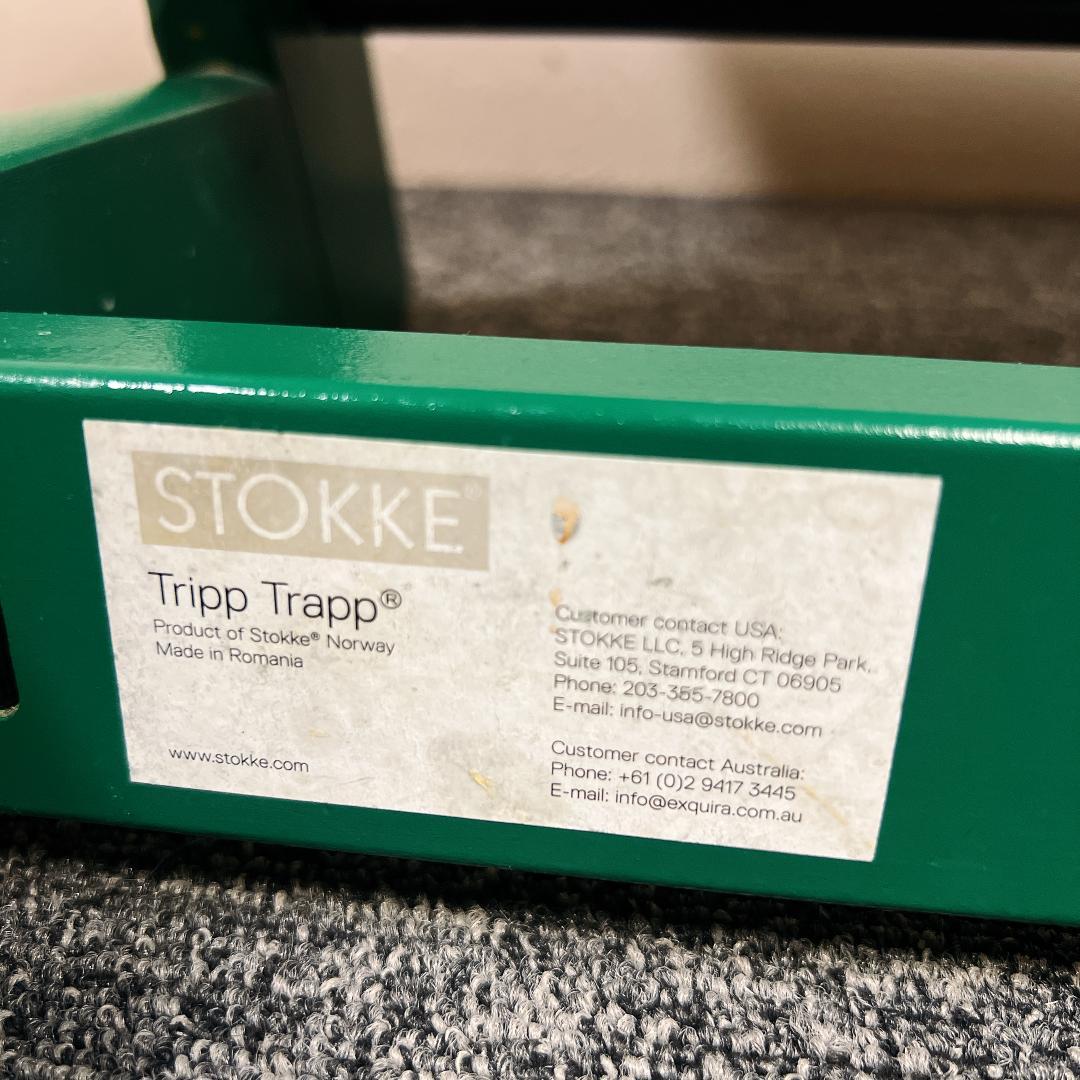 STOKKE®
Tripp Trapp®
Product of Stokke® Norway
Made in Romania
www.stokke.com
Customer contact USA:
STOKKE LLC, 5 High Ridge Park,
Suite 105, Stamford CT 06905
Phone: 203-355-7800
E-mail: info-usa@stokke.com
Customer contact Australia:
Phone: +61 (0)2 9417 3445
E-mail: info@exquira.com.au